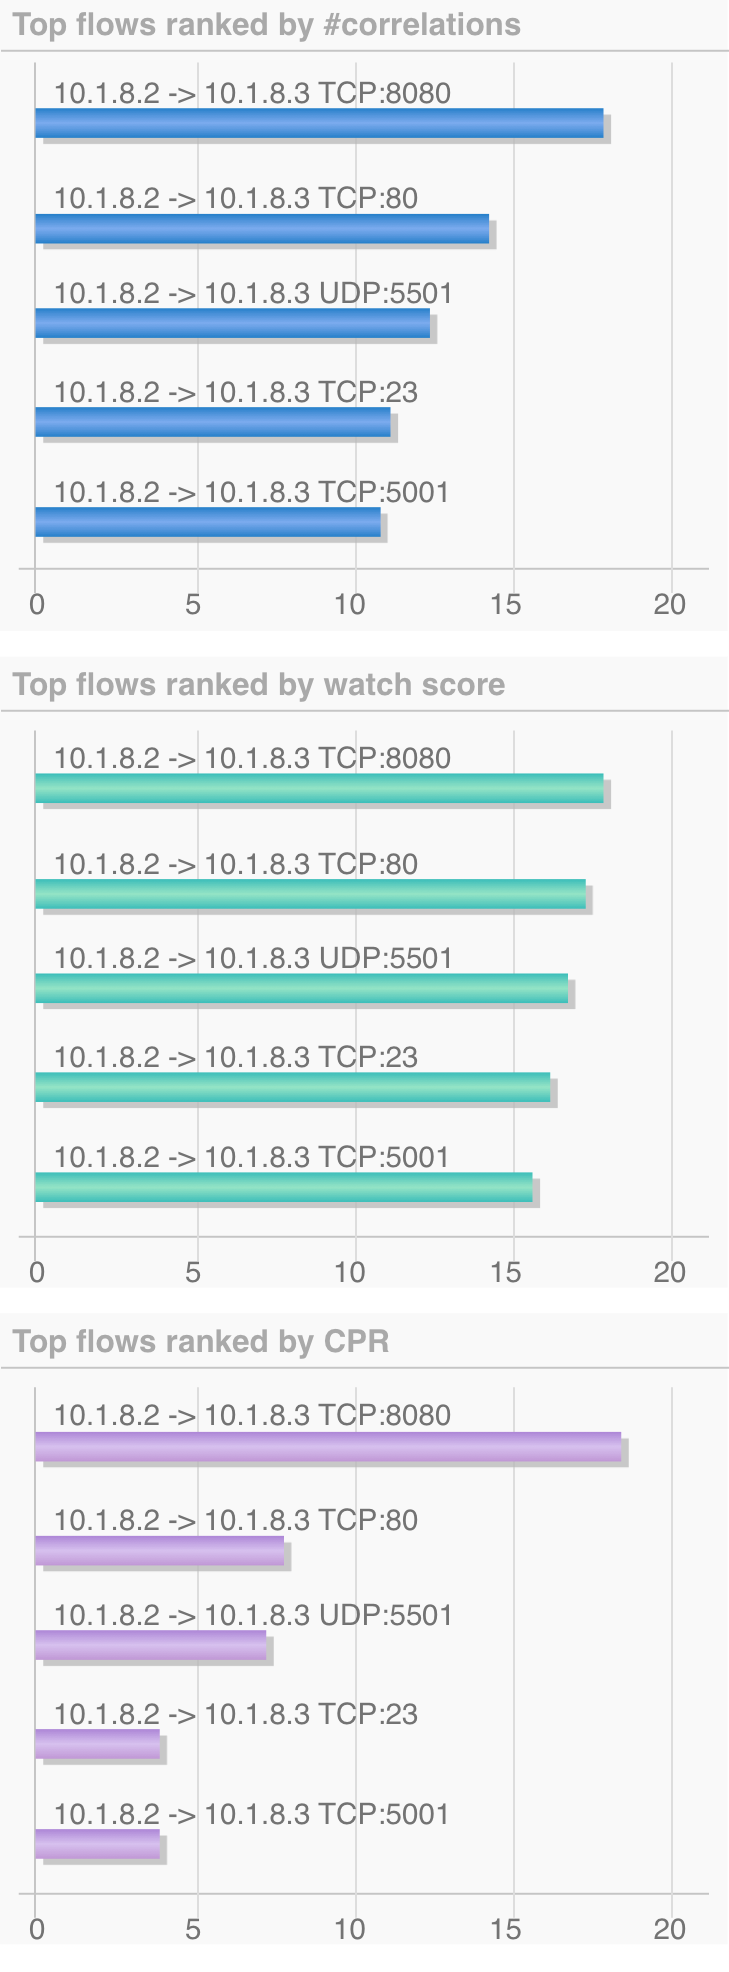 Top flows ranked by #correlations
10.1.8.2 -> 10.1.8.3 TCP:8080
10.1.8.2 -> 10.1.8.3 TCP:80
10.1.8.2 -> 10.1.8.3 UDP:5501
10.1.8.2 -> 10.1.8.3 TCP:23
10.1.8.2 -> 10.1.8.3 TCP:5001
0 5 10 15 20
Top flows ranked by watch score
10.1.8.2 -> 10.1.8.3 TCP:8080
10.1.8.2 -> 10.1.8.3 TCP:80
10.1.8.2 -> 10.1.8.3 UDP:5501
10.1.8.2 -> 10.1.8.3 TCP:23
10.1.8.2 -> 10.1.8.3 TCP:5001
0 5 10 15 20
Top flows ranked by CPR
10.1.8.2 -> 10.1.8.3 TCP:8080
10.1.8.2 -> 10.1.8.3 TCP:80
10.1.8.2 -> 10.1.8.3 UDP:5501
10.1.8.2 -> 10.1.8.3 TCP:23
10.1.8.2 -> 10.1.8.3 TCP:5001
0 5 10 15 20